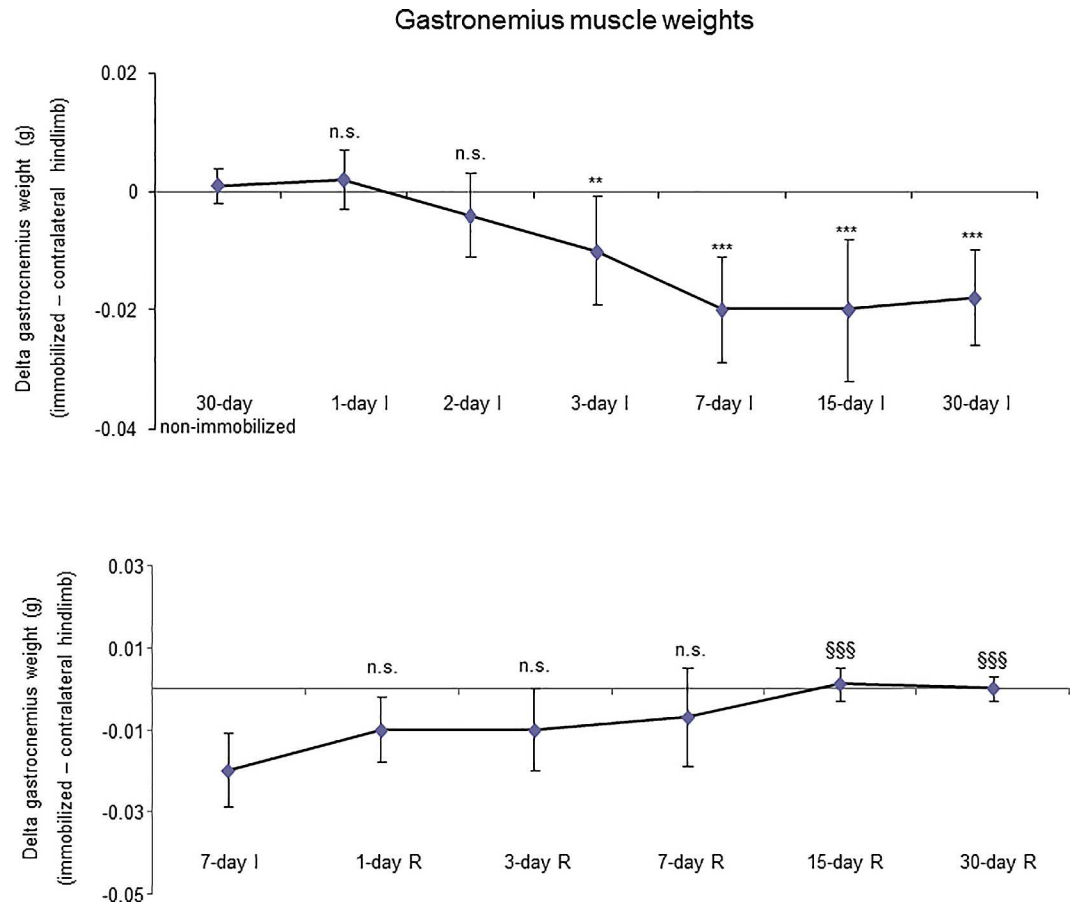 Gastronemius muscle weights
Delta gastrocnemius weight (g)
(immobilized – contralateral hindlimb)
0.02
0
-0.02
-0.04
n.s.
n.s.
**
***
***
***
30-day
non-immobilized
1-day I
2-day I
3-day I
7-day I
15-day I
30-day I
Delta gastrocnemius weight (g)
(immobilized – contralateral hindlimb)
0.03
0.01
-0.01
-0.03
-0.05
n.s.
n.s.
n.s.
§§§
§§§
7-day I
1-day R
3-day R
7-day R
15-day R
30-day R